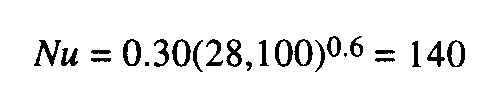 Nu = 0.30(28,100)^0.6 = 140